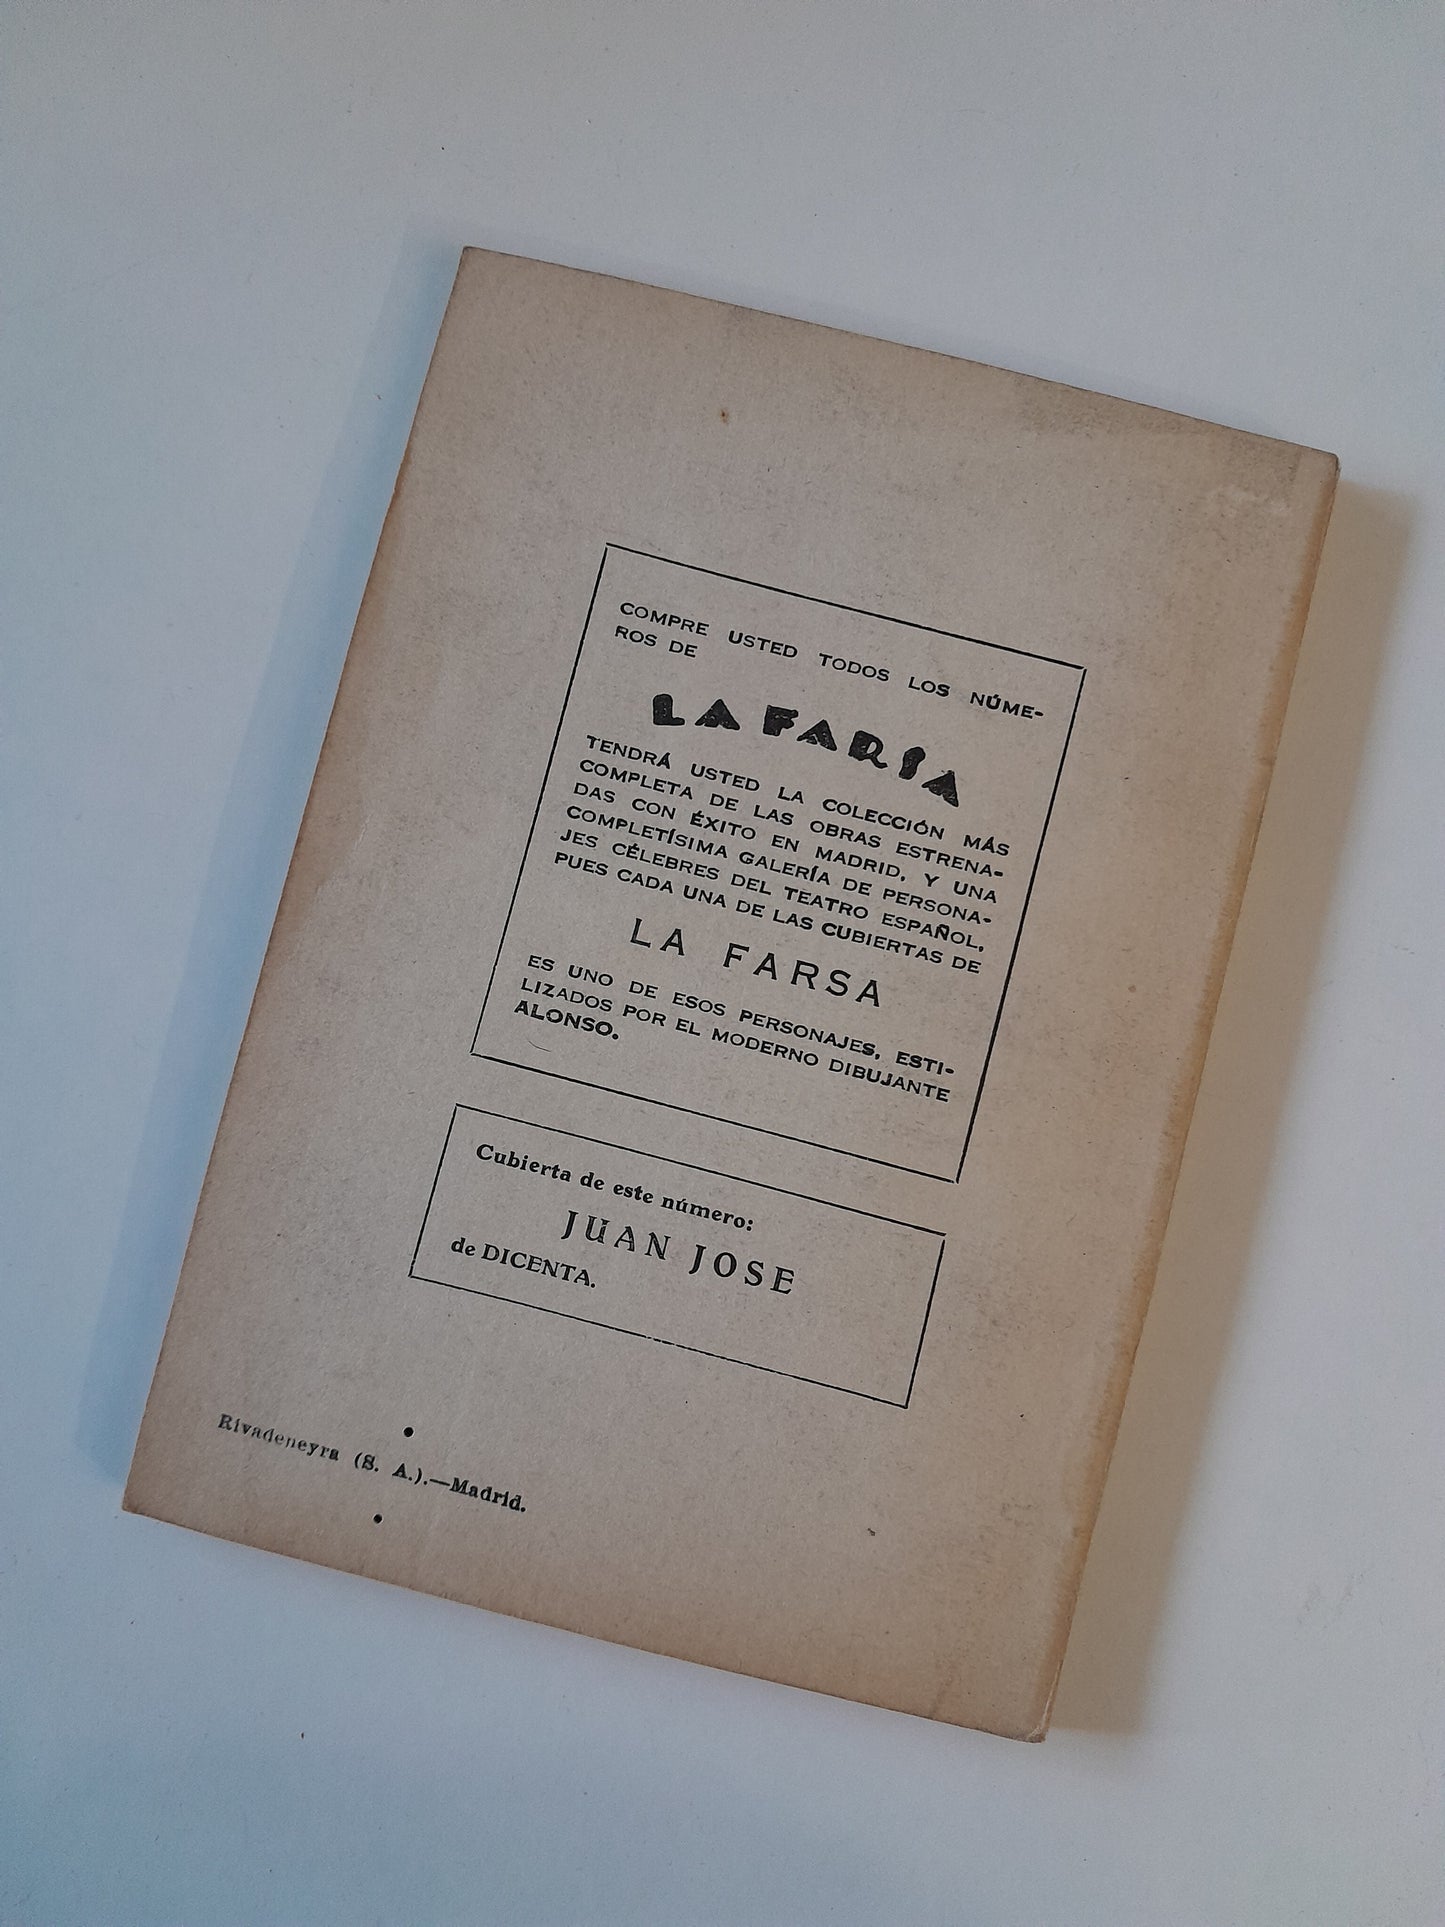 COMPRE USTED TODOS LOS NÚME-
ROS DE
LA FARSA
TENDRÁ USTED LA COLECCIÓN MÁS
COMPLETA DE LAS OBRAS ESTRENA-
DAS CON ÉXITO EN MADRID, Y UNA
COMPLETÍSIMA GALERÍA DE PERSONA-
JES CÉLEBRES DEL TEATRO ESPAÑOL,
PUES CADA UNA DE LAS CUBIERTAS DE
LA FARSA
ES UNO DE ESOS PERSONAJES, ESTI-
LIZADOS POR EL MODERNO DIBUJANTE
ALONSO.
Cubierta de este número:
JUAN JOSE
de DICENTA.
Rivadeneyra (S. A.).—Madrid.